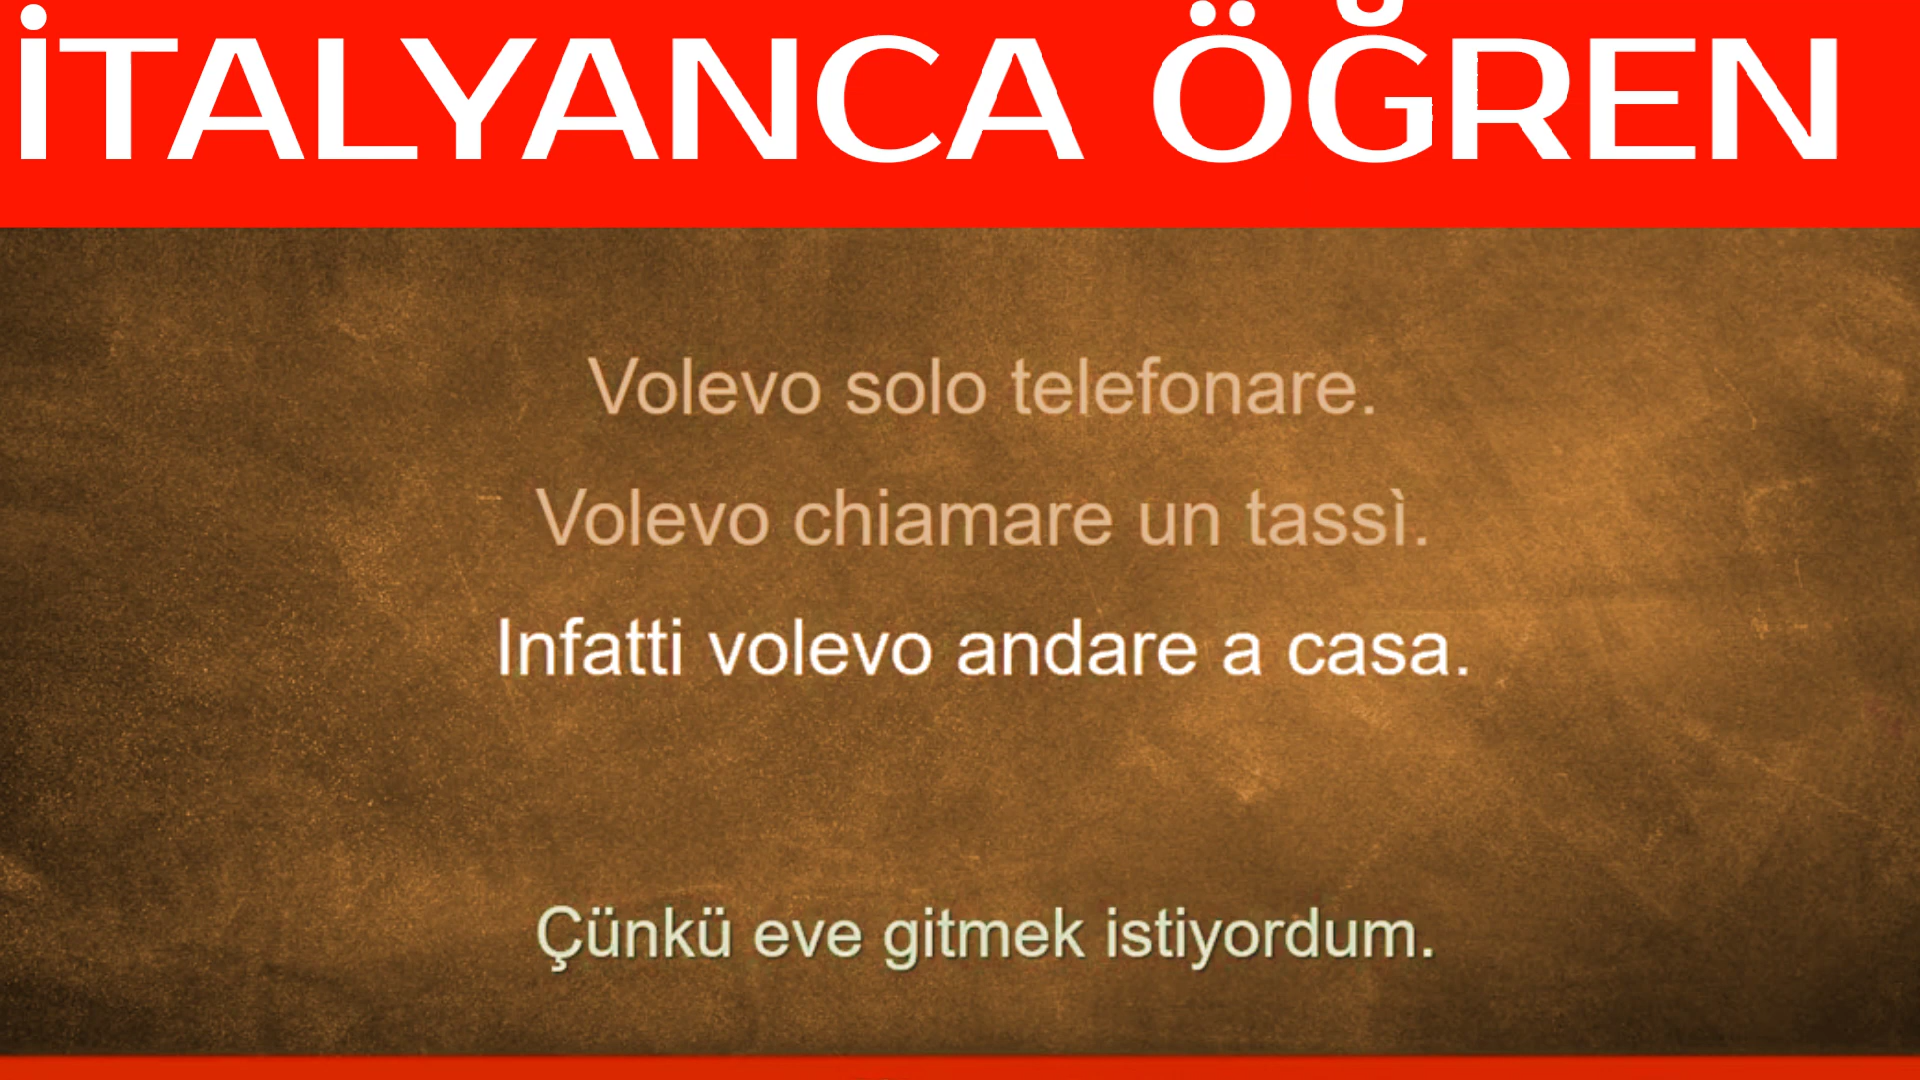 İTALYANCA ÖĞREN
Volevo solo telefonare.
Volevo chiamare un tassì.
Infatti volevo andare a casa.
Çünkü eve gitmek istiyordum.